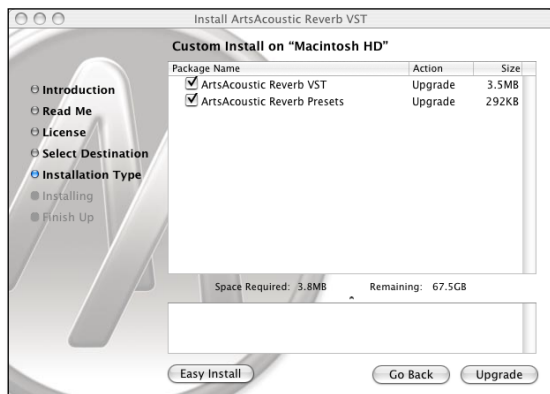 Install ArtsAcoustic Reverb VST
Custom Install on “Macintosh HD”
Introduction
Read Me
License
Select Destination
Installation Type
Installing
Finish Up
Package Name Action Size
ArtsAcoustic Reverb VST Upgrade 3.5MB
ArtsAcoustic Reverb Presets Upgrade 292KB
Space Required: 3.8MB Remaining: 67.5GB
Easy Install Go Back Upgrade